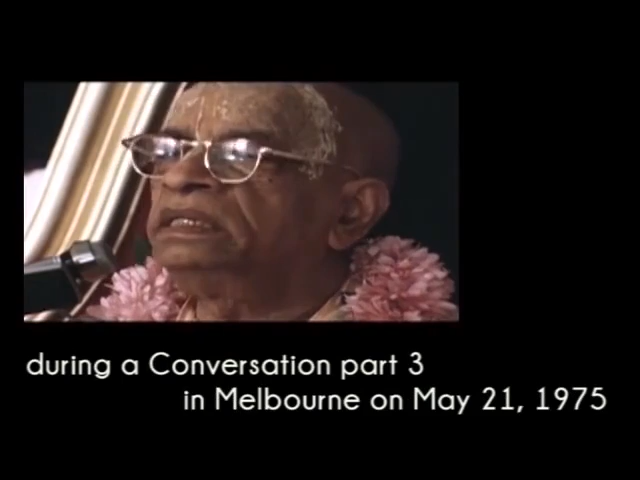 during a Conversation part 3
in Melbourne on May 21, 1975